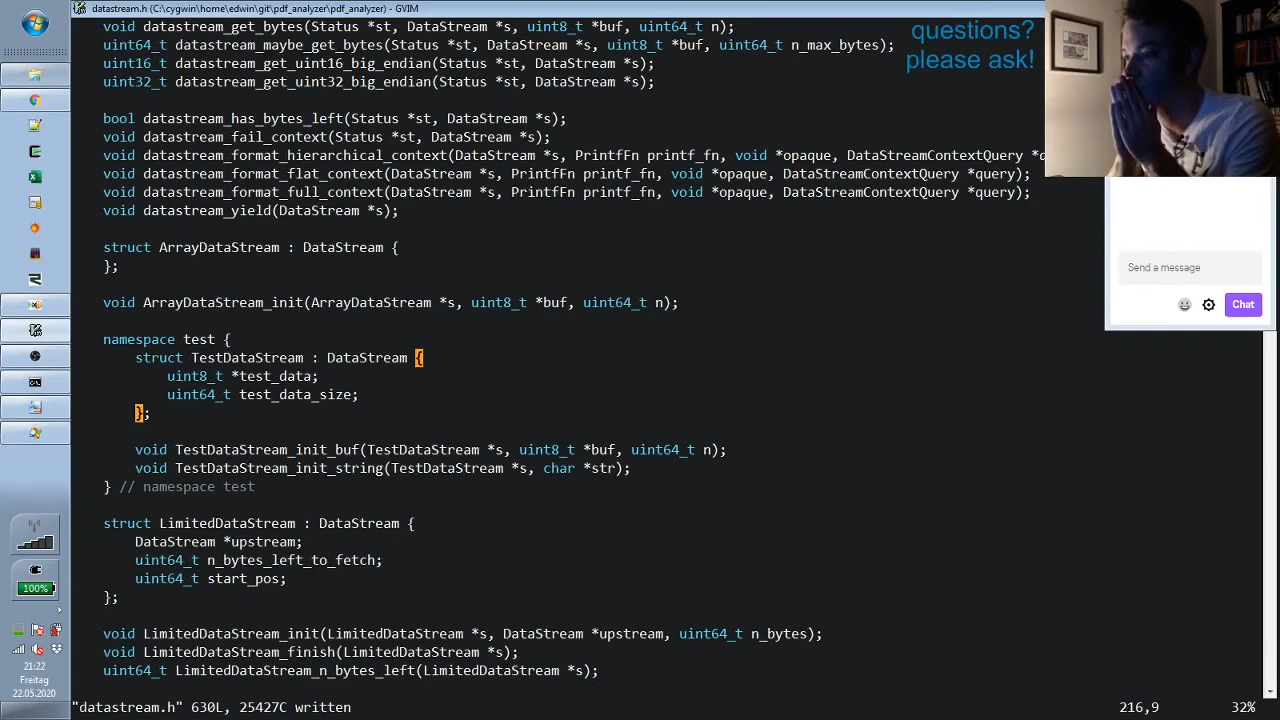 datastream.h (C:\cygwin\home\edwin\git\pdf_analyzer\pdf_analyzer) - GVIM
void datastream_get_bytes(Status *st, DataStream *s, uint8_t *buf, uint64_t n);
uint64_t datastream_maybe_get_bytes(Status *st, DataStream *s, uint8_t *buf, uint64_t n_max_bytes);
uint16_t datastream_get_uint16_big_endian(Status *st, DataStream *s);
uint32_t datastream_get_uint32_big_endian(Status *st, DataStream *s);
bool datastream_has_bytes_left(Status *st, DataStream *s);
void datastream_fail_context(Status *st, DataStream *s);
void datastream_format_hierarchical_context(DataStream *s, PrintfFn printf_fn, void *opaque, DataStreamContextQuery *q
void datastream_format_flat_context(DataStream *s, PrintfFn printf_fn, void *opaque, DataStreamContextQuery *query);
void datastream_format_full_context(DataStream *s, PrintfFn printf_fn, void *opaque, DataStreamContextQuery *query);
void datastream_yield(DataStream *s);
struct ArrayDataStream : DataStream {
};
void ArrayDataStream_init(ArrayDataStream *s, uint8_t *buf, uint64_t n);
namespace test {
struct TestDataStream : DataStream {
uint8_t *test_data;
uint64_t test_data_size;
};
void TestDataStream_init_buf(TestDataStream *s, uint8_t *buf, uint64_t n);
void TestDataStream_init_string(TestDataStream *s, char *str);
} // namespace test
struct LimitedDataStream : DataStream {
DataStream *upstream;
uint64_t n_bytes_left_to_fetch;
uint64_t start_pos;
};
void LimitedDataStream_init(LimitedDataStream *s, DataStream *upstream, uint64_t n_bytes);
void LimitedDataStream_finish(LimitedDataStream *s);
uint64_t LimitedDataStream_n_bytes_left(LimitedDataStream *s);
"datastream.h" 630L, 25427C written
216,9
32%
questions?
please ask!
Send a message
Chat
100%
21:22
Freitag
22.05.2020